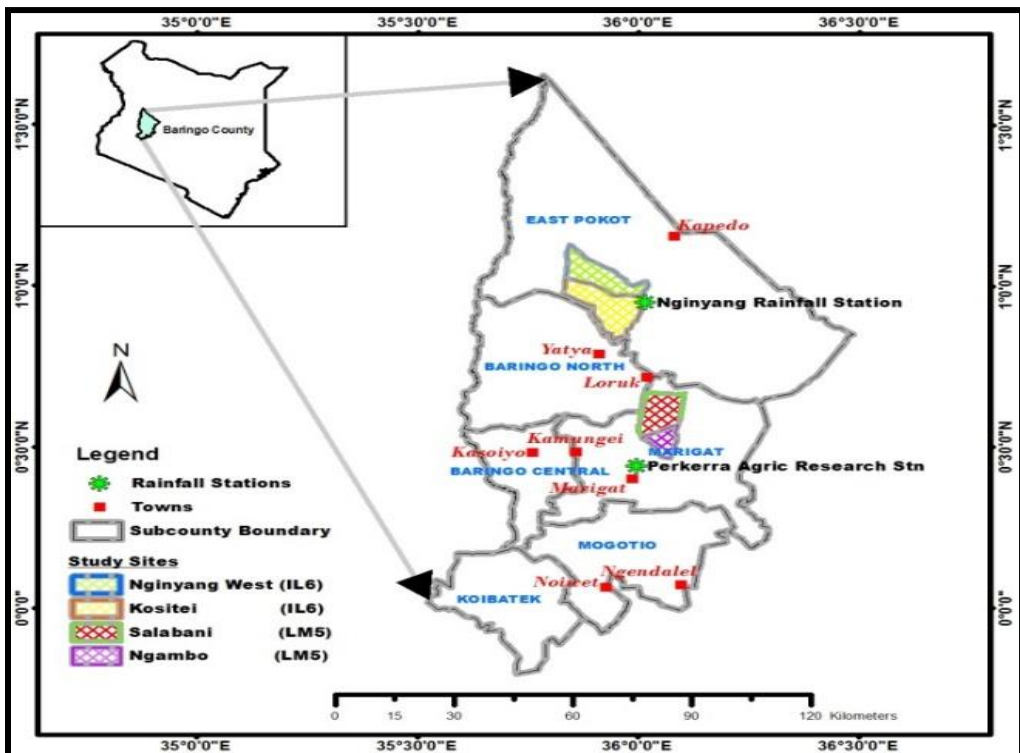 35°0'0"E 35°30'0"E 36°0'0"E 36°30'0"E
Baringo County
1°30'0"N
1°30'0"N
EAST POKOT
Kapedo
1°0'0"N
1°0'0"N
Nginyang Rainfall Station
N
Yatya
BARINGO NORTH
Loruk
0°30'0"N
0°30'0"N
Kamungei
Kasoiyo
MARIGAT
BARINGO CENTRAL
Perkerra Agric Research Stn
Marigat
MOGOTIO
Noiwet
Ngendalel
KOIBATEK
0°0'0"
0°0'0"
Legend
Rainfall Stations
Towns
Subcounty Boundary
Study Sites
Nginyang West (IL6)
Kositei (IL6)
Salabani (LM5)
Ngambo (LM5)
0 15 30 60 90 120 Kilometers
35°0'0"E 35°30'0"E 36°0'0"E 36°30'0"E